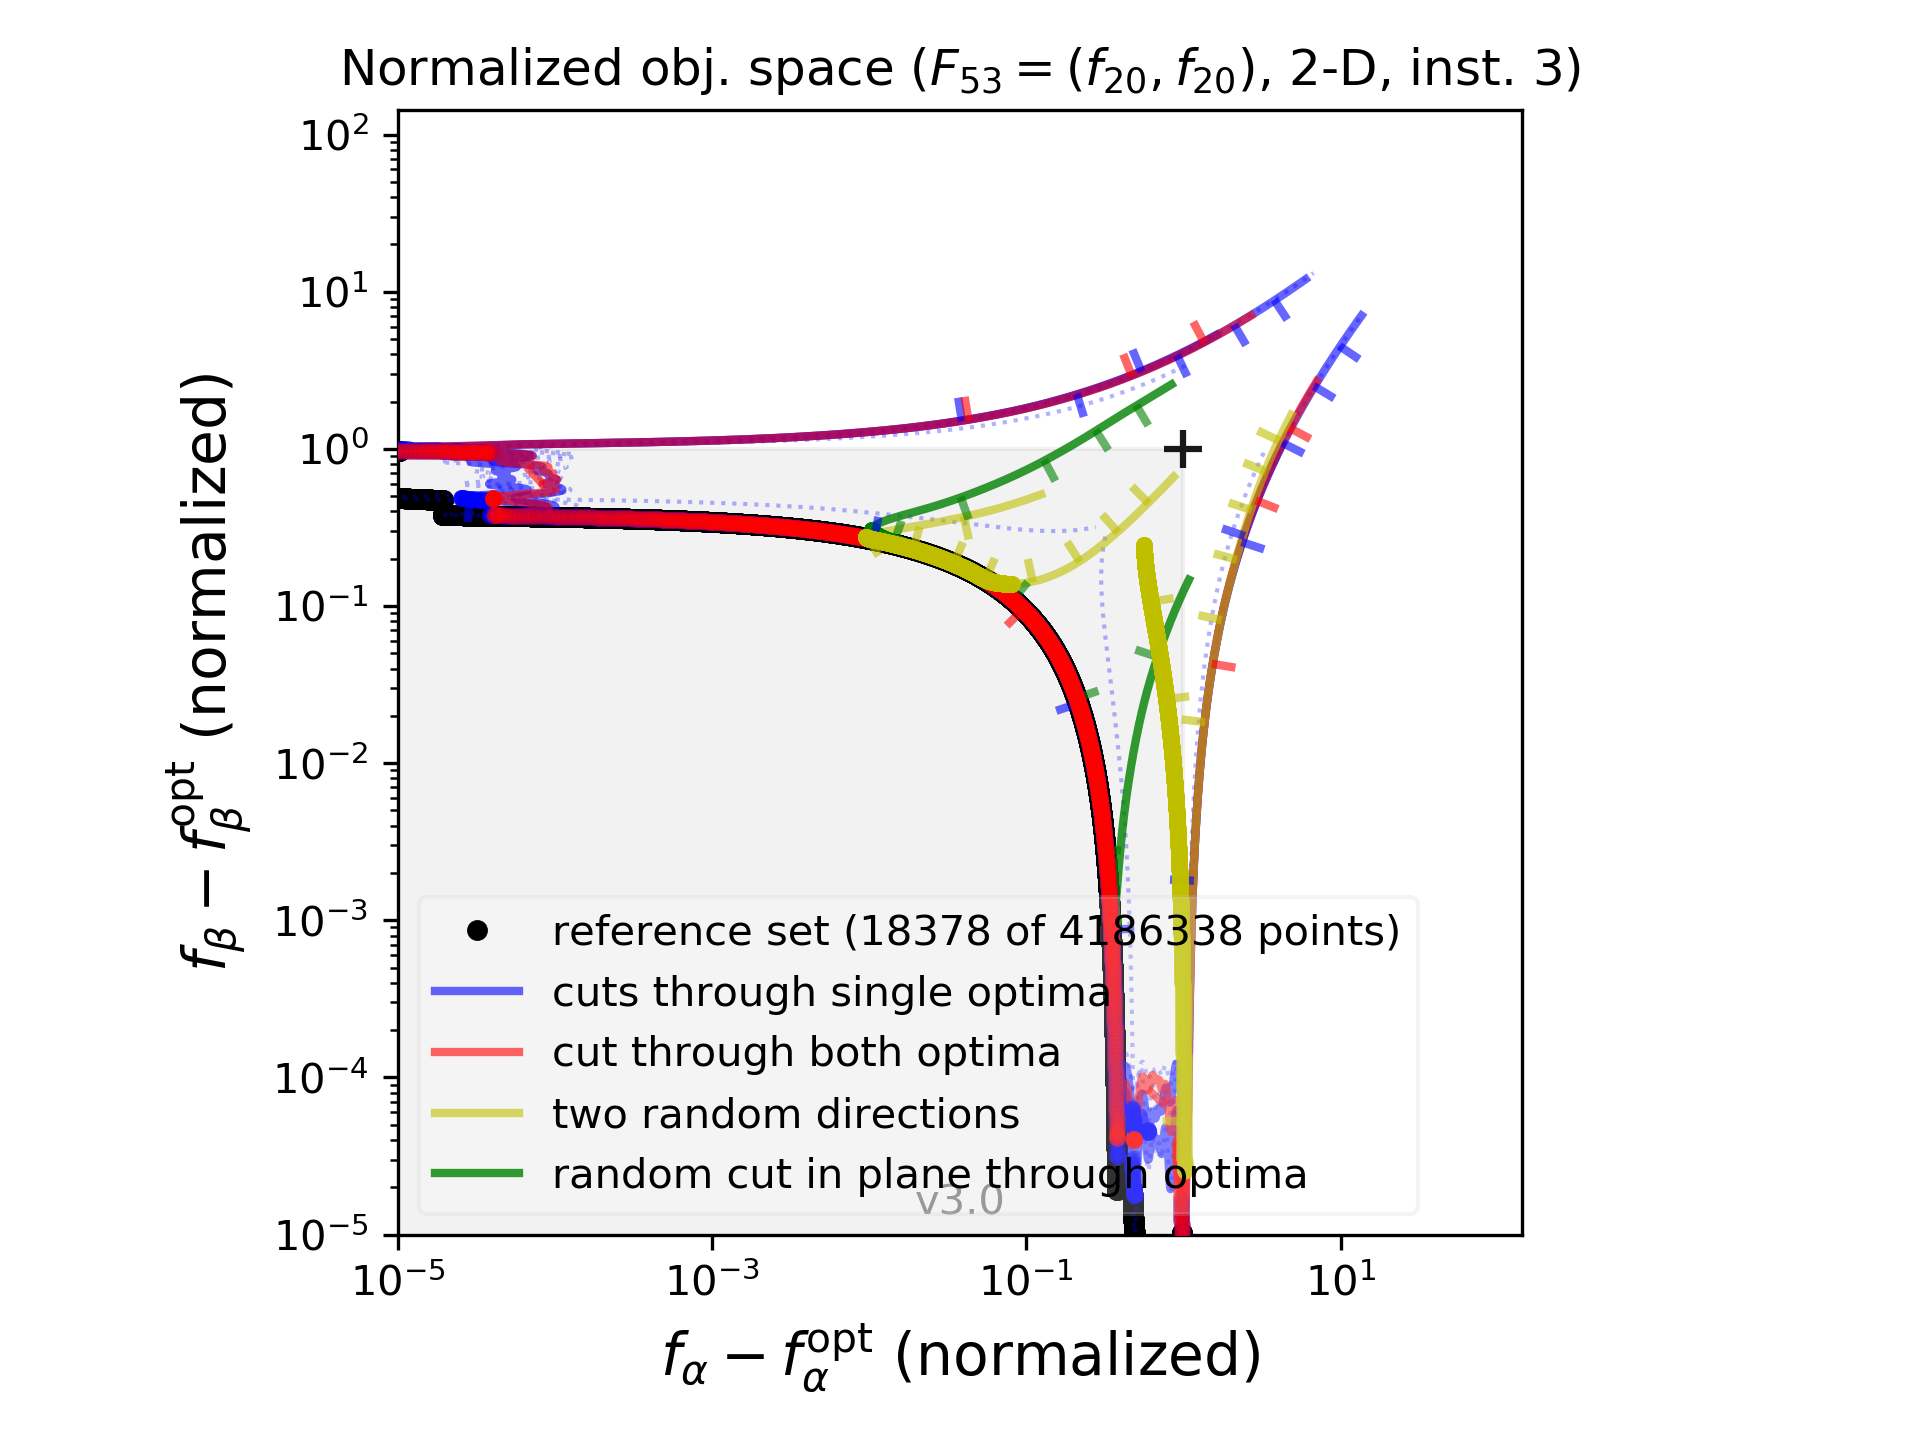 Normalized obj. space (F₅₃ = (f₂₀, f₂₀), 2-D, inst. 3)
10²
10¹
10⁰
10⁻¹
10⁻²
10⁻³
10⁻⁴
10⁻⁵
f_β − f_β^opt (normalized)
reference set (18378 of 4186338 points)
cuts through single optima
cut through both optima
two random directions
random cut in plane through optima
v3.0
10⁻⁵ 10⁻³ 10⁻¹ 10¹
f_α − f_α^opt (normalized)